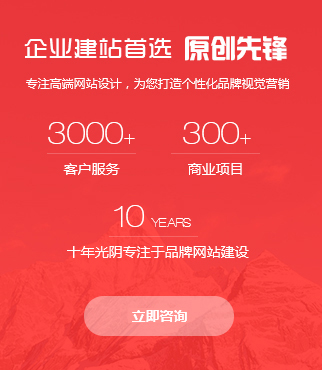 企业建站首选 原创先锋
专注高端网站设计，为您打造个性化品牌视觉营销
3000+ 300+
客户服务 商业项目
10 YEARS
十年光阴专注于品牌网站建设
立即咨询